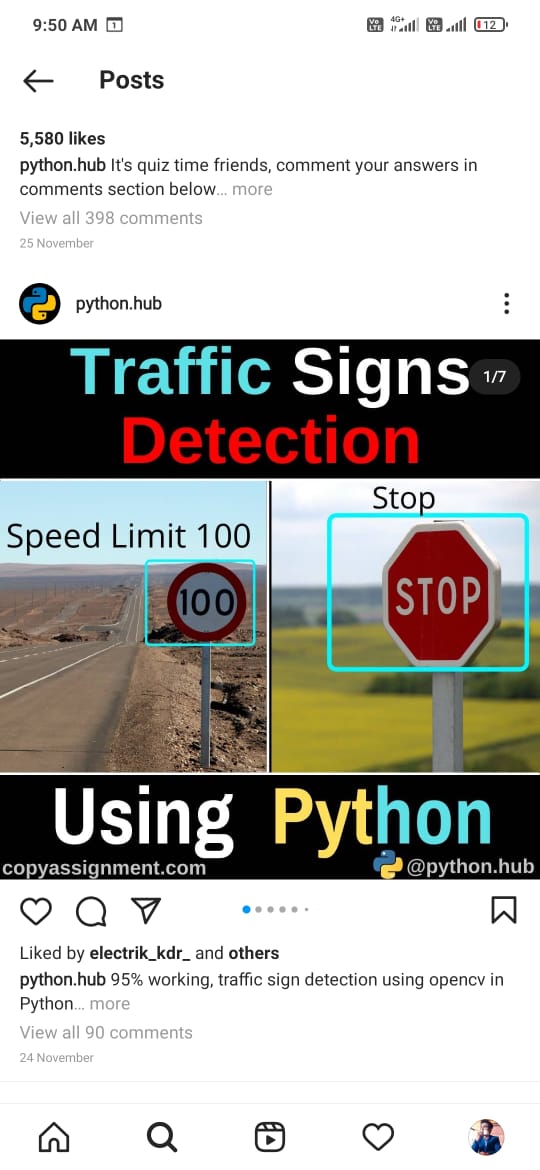 9:50 AM 1 Vo LTE 4G+ Vo LTE 12
Posts
5,580 likes
python.hub It's quiz time friends, comment your answers in
comments section below... more
View all 398 comments
25 November
python.hub
Traffic Signs
1/7
Detection
Speed Limit 100
100
Stop
STOP
Using Python
copyassignment.com
@python.hub
Liked by electrik_kdr_ and others
python.hub 95% working, traffic sign detection using opencv in
Python... more
View all 90 comments
24 November